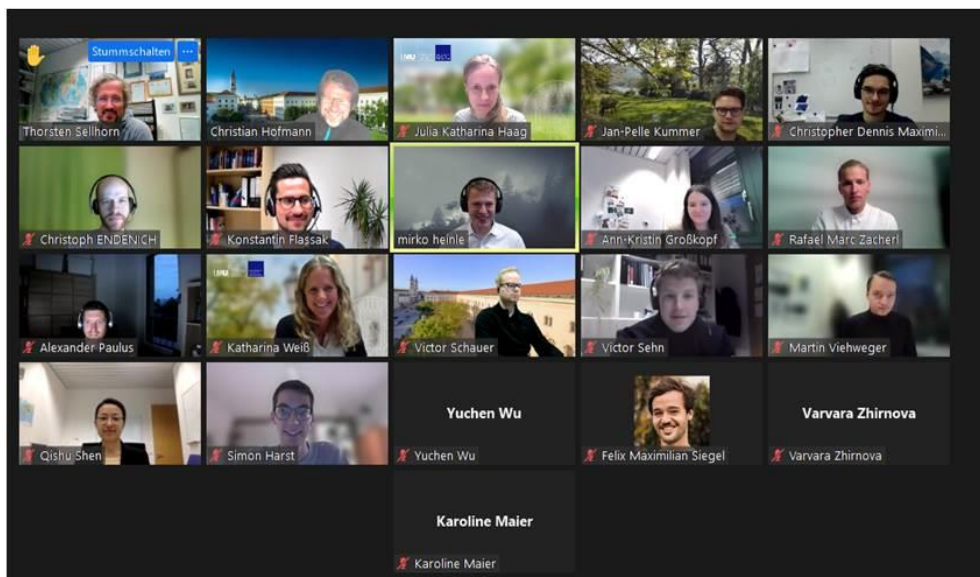 Stummschalten ...
Thorsten Sellhorn
Christian Hofmann
LMU
Julia Katharina Haag
Jan-Pelle Kummer
Christopher Dennis Maximi...
Christoph ENDENICH
Konstantin Flassak
mirko heinle
Ann-Kristin Großkopf
Rafael Marc Zacherl
Alexander Paulus
LMU
Katharina Weiß
Victor Schauer
Victor Sehn
Martin Viehweger
Qishu Shen
Simon Harst
Yuchen Wu
Yuchen Wu
Felix Maximilian Siegel
Varvara Zhirnova
Varvara Zhirnova
Karoline Maier
Karoline Maier